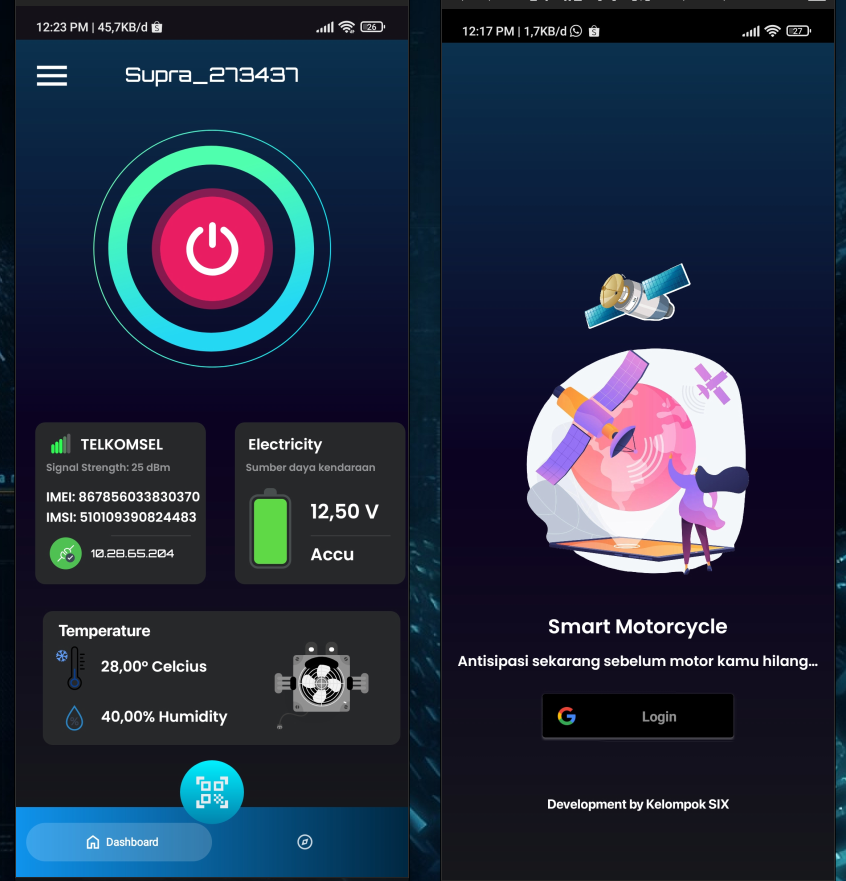 12:23 PM | 45,7KB/d
26
Supra_273437
TELKOMSEL
Signal Strength: 25 dBm
IMEI: 867856033830370
IMSI: 510109390824483
10.28.65.204
Electricity
Sumber daya kendaraan
12,50 V
Accu
Temperature
28,00° Celcius
40,00% Humidity
Dashboard
12:17 PM | 1,7KB/d
27
Smart Motorcycle
Antisipasi sekarang sebelum motor kamu hilang...
Login
Development by Kelompok SIX